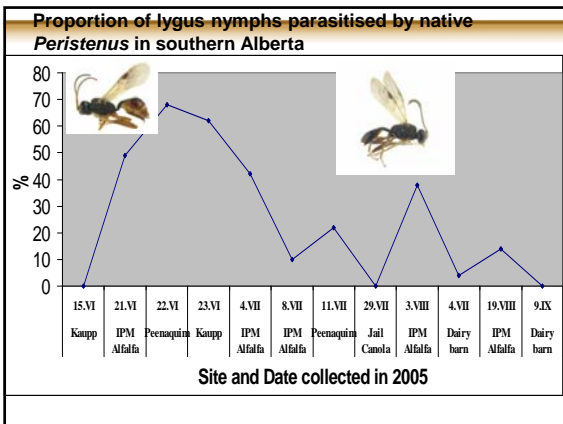 Proportion of lygus nymphs parasitised by native
Peristenus in southern Alberta
80
70
60
50
40
30
20
10
0
%
15.VI 21.VI 22.VI 23.VI 4.VII 8.VII 11.VII 29.VII 3.VIII 4.VII 19.VIII 9.IX
Kaupp IPM Peenaquim Kaupp IPM IPM Peenaquim Jail IPM Dairy IPM Dairy
Alfalfa Alfalfa Alfalfa Canola Alfalfa barn Alfalfa barn
Site and Date collected in 2005